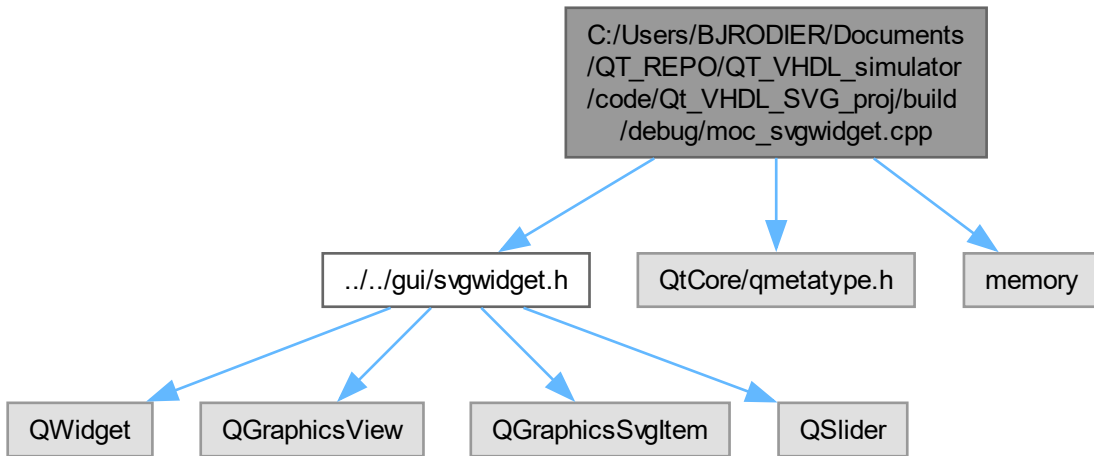 C:/Users/BJRODIER/Documents
/QT_REPO/QT_VHDL_simulator
/code/Qt_VHDL_SVG_proj/build
/debug/moc_svgwidget.cpp
../../gui/svgwidget.h
QtCore/qmetatype.h
memory
QWidget
QGraphicsView
QGraphicsSvgItem
QSlider